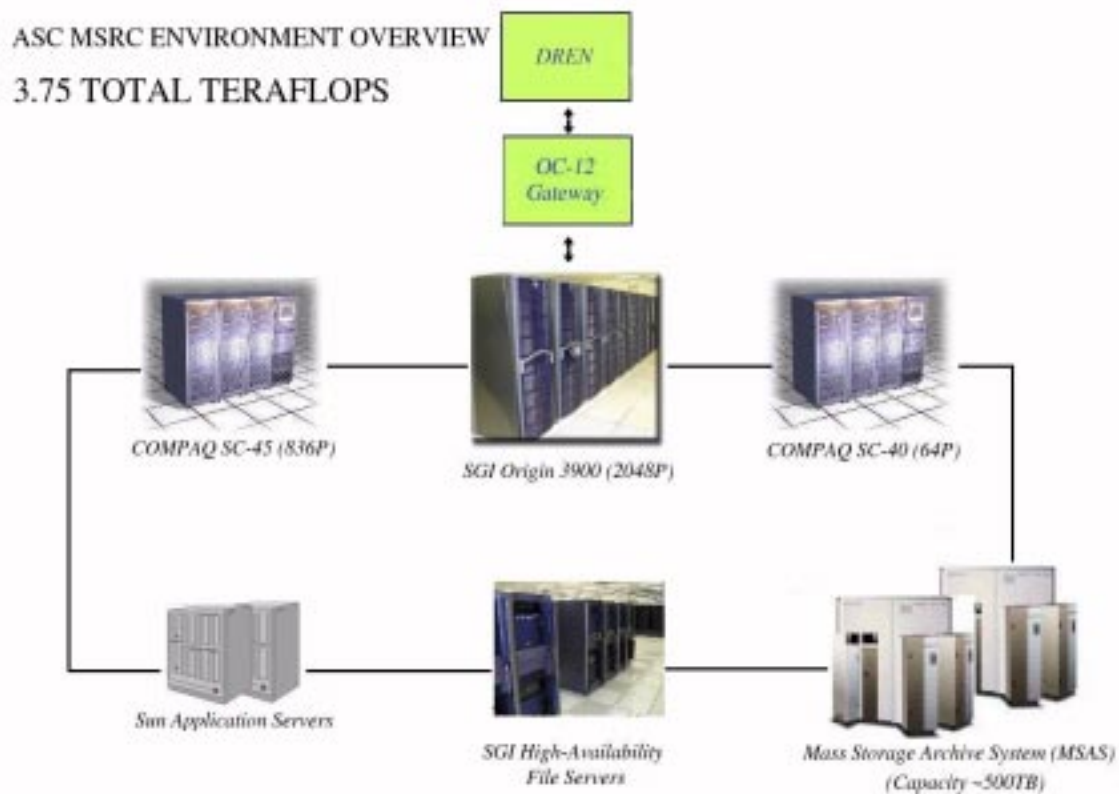 ASC MSRC ENVIRONMENT OVERVIEW
3.75 TOTAL TERAFLOPS
DREN
OC-12
Gateway
COMPAQ SC-45 (836P)
SGI Origin 3900 (2048P)
COMPAQ SC-40 (64P)
Sun Application Servers
SGI High-Availability
File Servers
Mass Storage Archive System (MSAS)
(Capacity ~500TB)